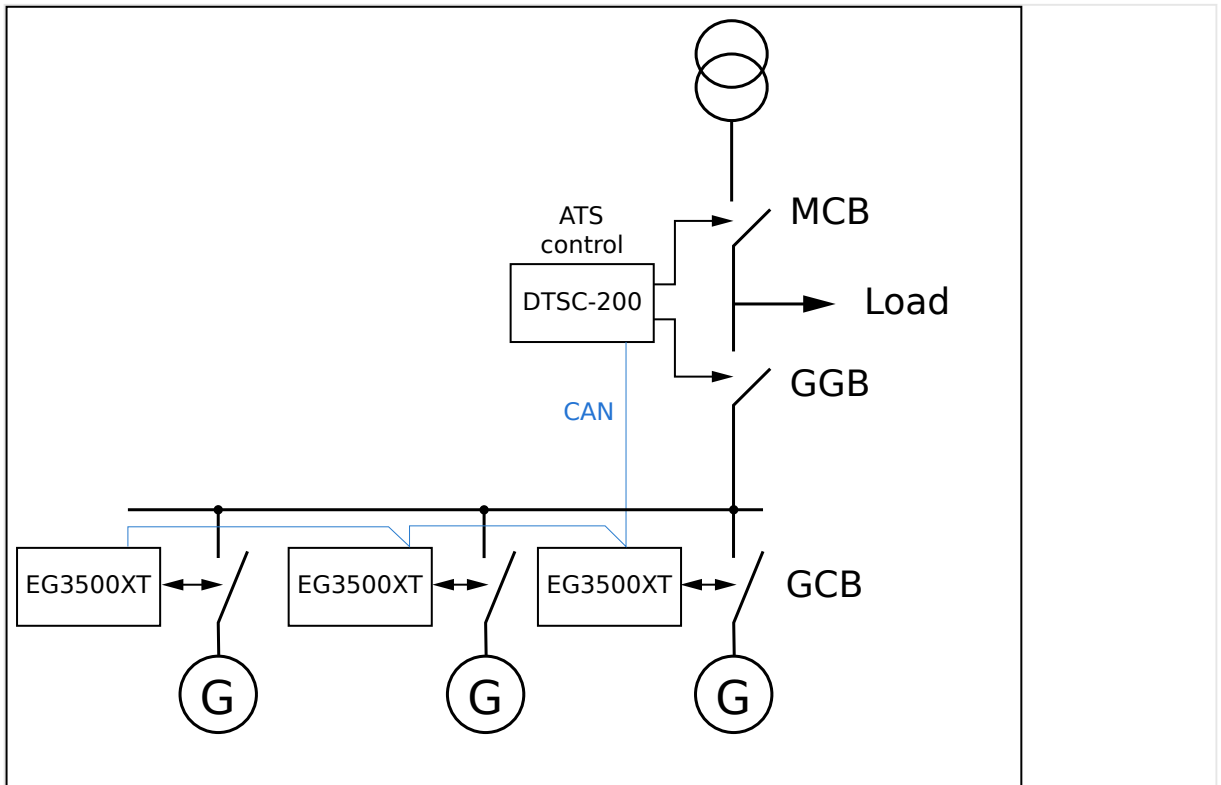 MCB
ATS
control
DTSC-200
Load
GGB
CAN
EG3500XT
EG3500XT
EG3500XT
GCB
G
G
G